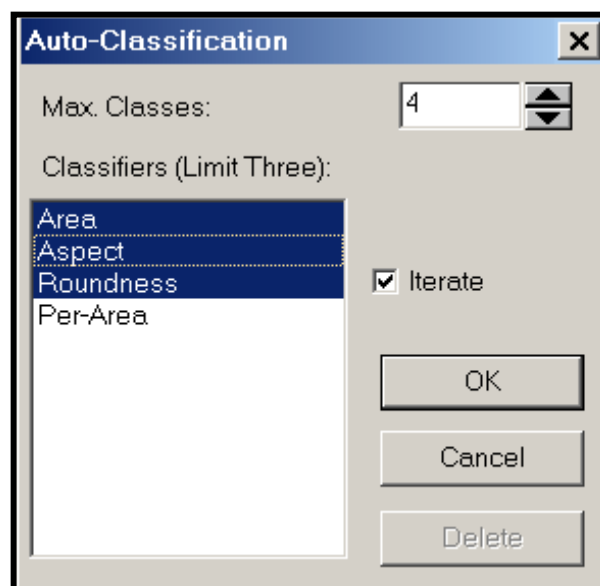 Auto-Classification
Max. Classes: 4
Classifiers (Limit Three):
Area
Aspect
Roundness
Per-Area
Iterate
OK
Cancel
Delete